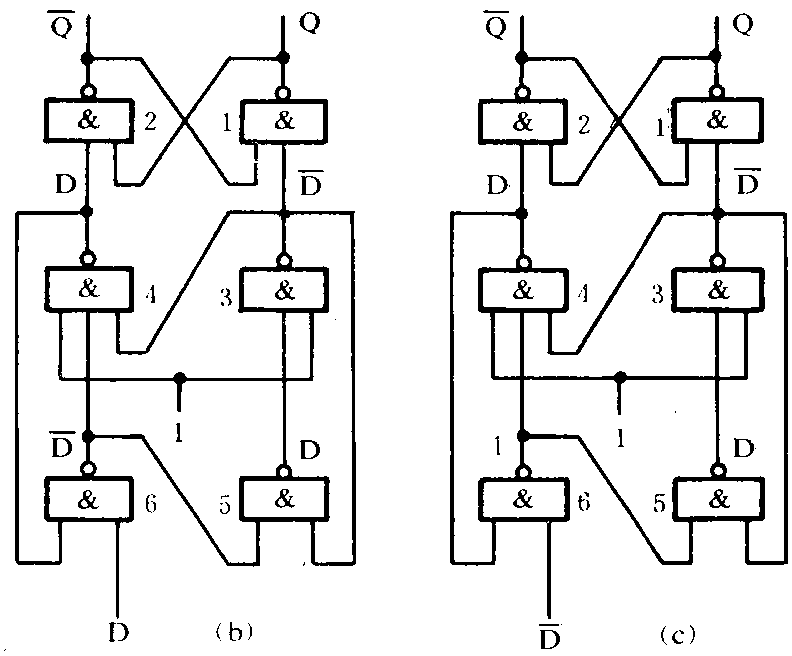 Q̅ Q Q̅ Q
& 2 1 & & 2 1 &
D D̅ D D̅
& 4 3 & & 4 3 &
1 1
D̅ D 1 D
& 6 5 & & 6 5 &
D (b) D̅ (c)